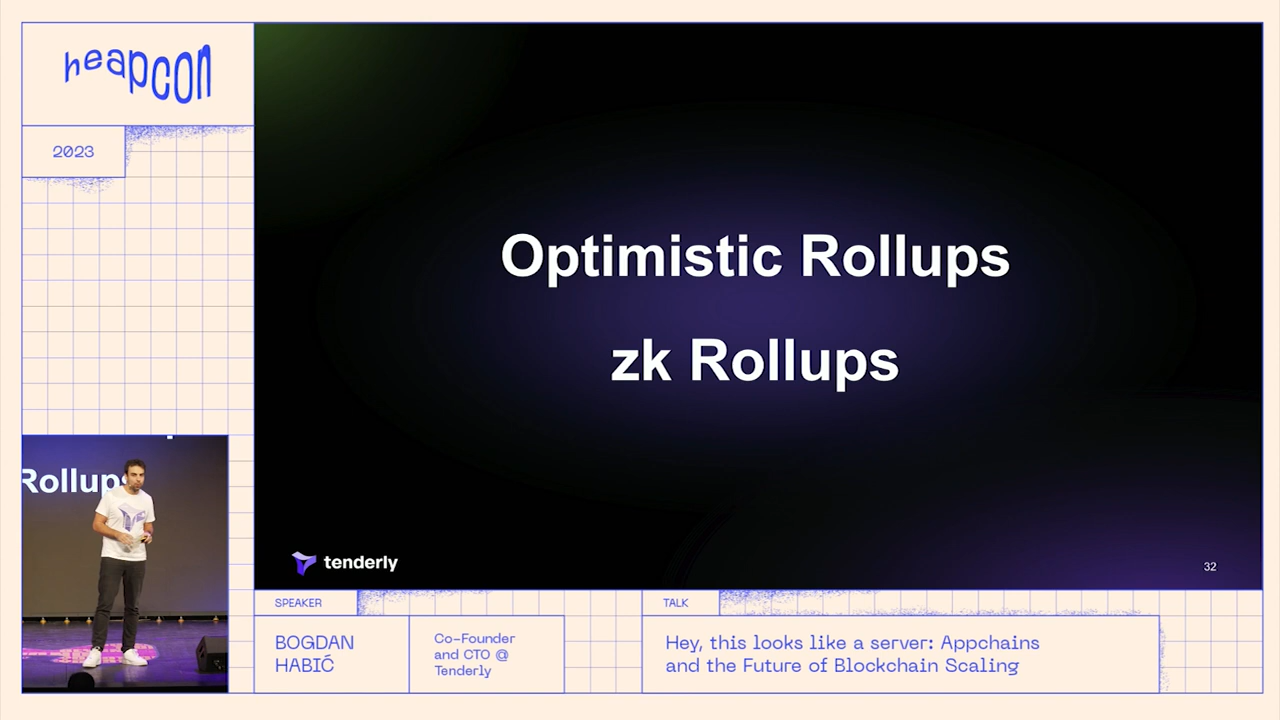 heapcon
2023
Optimistic Rollups
zk Rollups
tenderly
32
Rollups
SPEAKER
BOGDAN
HABIĆ
Co-Founder
and CTO @
Tenderly
TALK
Hey, this looks like a server: Appchains
and the Future of Blockchain Scaling